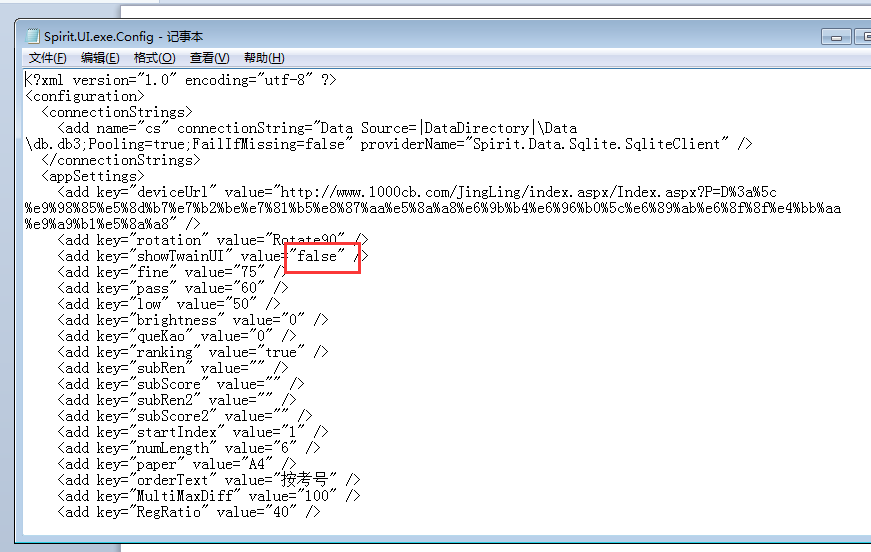 Spirit.UI.exe.Config - 记事本
文件(F) 编辑(E) 格式(O) 查看(V) 帮助(H)
<?xml version="1.0" encoding="utf-8" ?>
<configuration>
<connectionStrings>
<add name="cs" connectionString="Data Source=|DataDirectory|\Data
\db.db3;Pooling=true;FailIfMissing=false" providerName="Spirit.Data.Sqlite.SqliteClient" />
</connectionStrings>
<appSettings>
<add key="deviceUrl" value="http://www.1000cb.com/JingLing/index.aspx/Index.aspx?P=D%3a%5c
%e9%98%85%e5%8d%b7%e7%b2%be%e7%81%b5%e8%87%aa%e5%8a%a8%e6%9b%b4%e6%96%b0%5c%e6%89%ab%e6%8f%8f%e4%bb%aa
%e9%a9%b1%e5%8a%a8" />
<add key="rotation" value="Rotate90" />
<add key="showTwainUI" value="false" />
<add key="fine" value="75" />
<add key="pass" value="60" />
<add key="low" value="50" />
<add key="brightness" value="0" />
<add key="queKao" value="0" />
<add key="ranking" value="true" />
<add key="subRen" value="" />
<add key="subScore" value="" />
<add key="subRen2" value="" />
<add key="subScore2" value="" />
<add key="startIndex" value="1" />
<add key="numLength" value="6" />
<add key="paper" value="A4" />
<add key="orderText" value="按考号" />
<add key="MultiMaxDiff" value="100" />
<add key="RegRatio" value="40" />